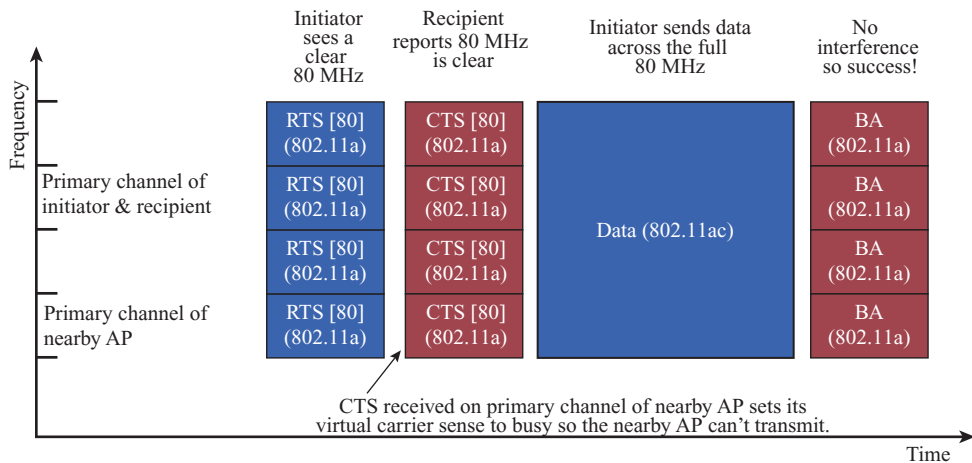 Initiator
sees a
clear
80 MHz
Recipient
reports 80 MHz
is clear
Initiator sends data
across the full
80 MHz
No
interference
so success!
Frequency
Primary channel of
initiator & recipient
Primary channel of
nearby AP
RTS [80]
(802.11a)
RTS [80]
(802.11a)
RTS [80]
(802.11a)
RTS [80]
(802.11a)
CTS [80]
(802.11a)
CTS [80]
(802.11a)
CTS [80]
(802.11a)
CTS [80]
(802.11a)
Data (802.11ac)
BA
(802.11a)
BA
(802.11a)
BA
(802.11a)
BA
(802.11a)
CTS received on primary channel of nearby AP sets its
virtual carrier sense to busy so the nearby AP can't transmit.
Time